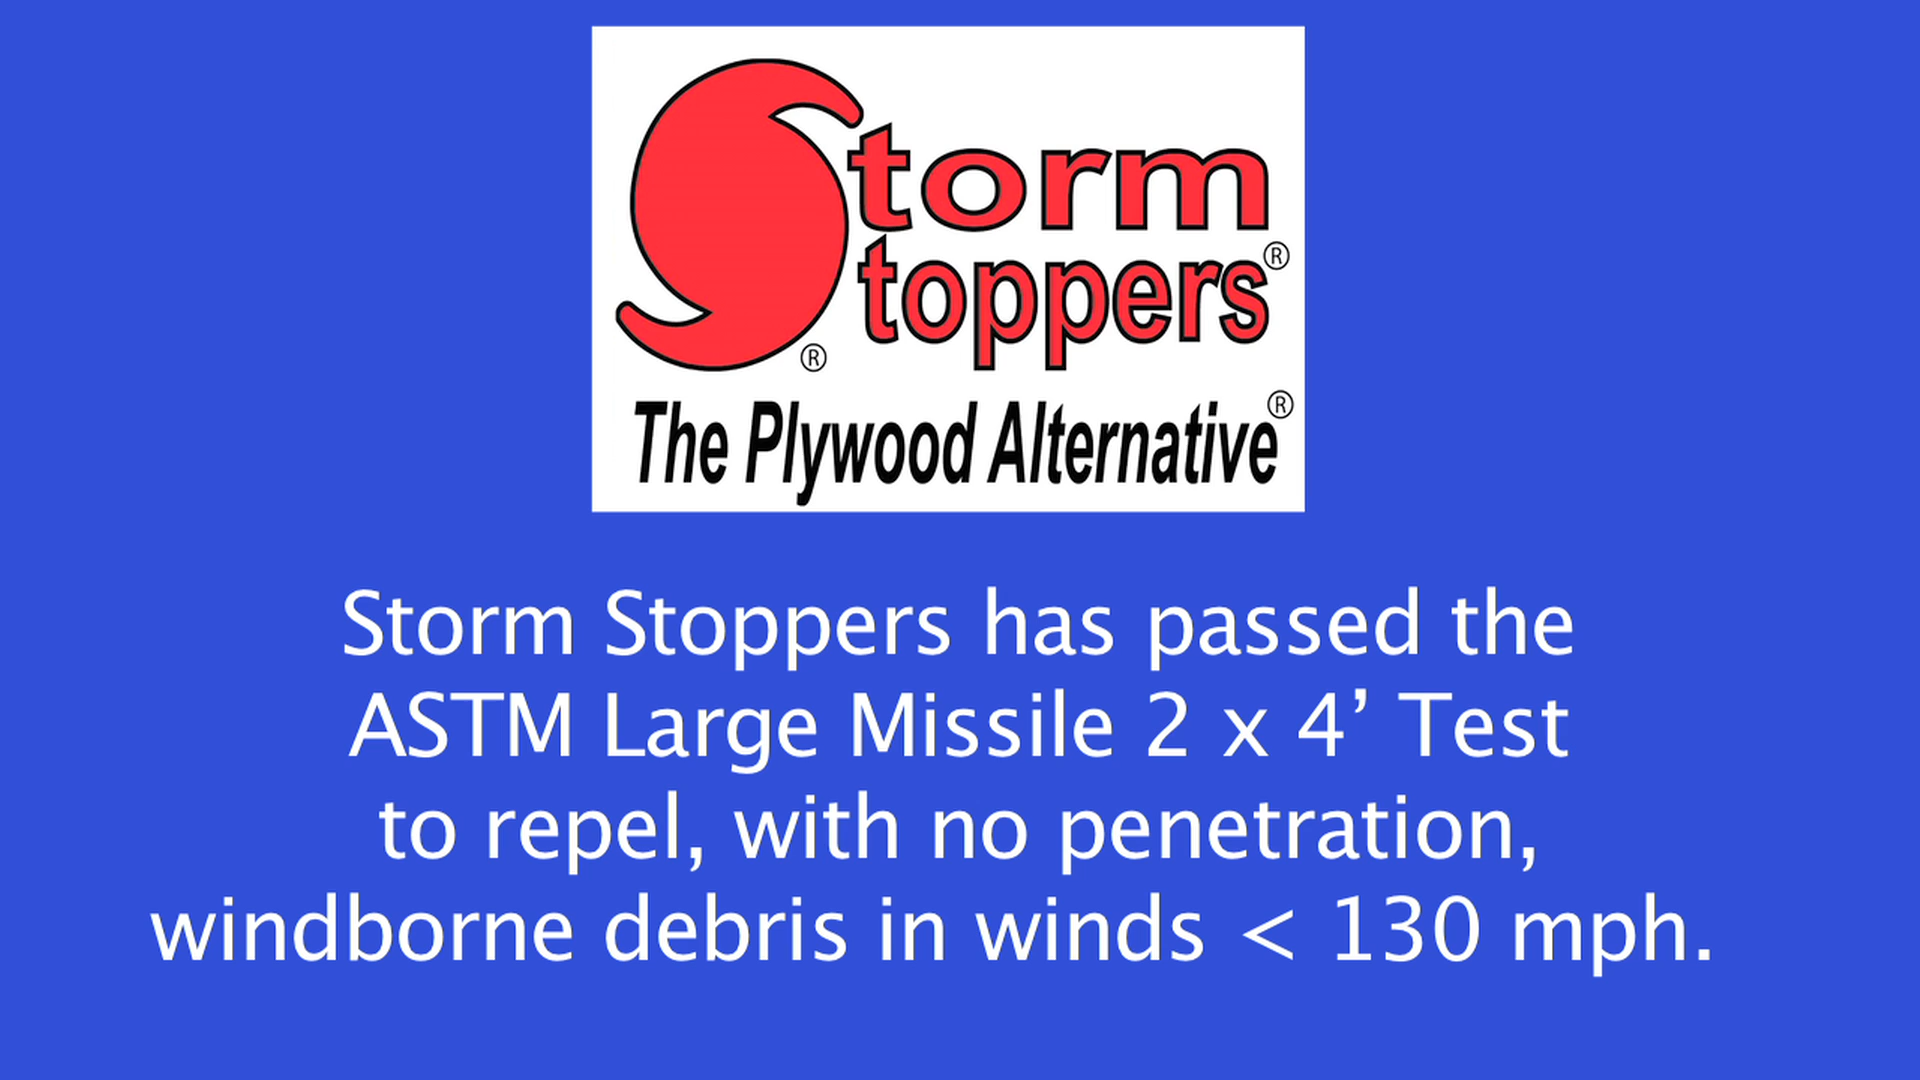 Storm
Stoppers®
®
The Plywood Alternative®
Storm Stoppers has passed the
ASTM Large Missile 2 x 4’ Test
to repel, with no penetration,
windborne debris in winds < 130 mph.